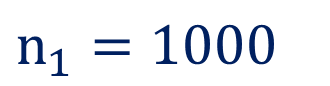 n₁ = 1000